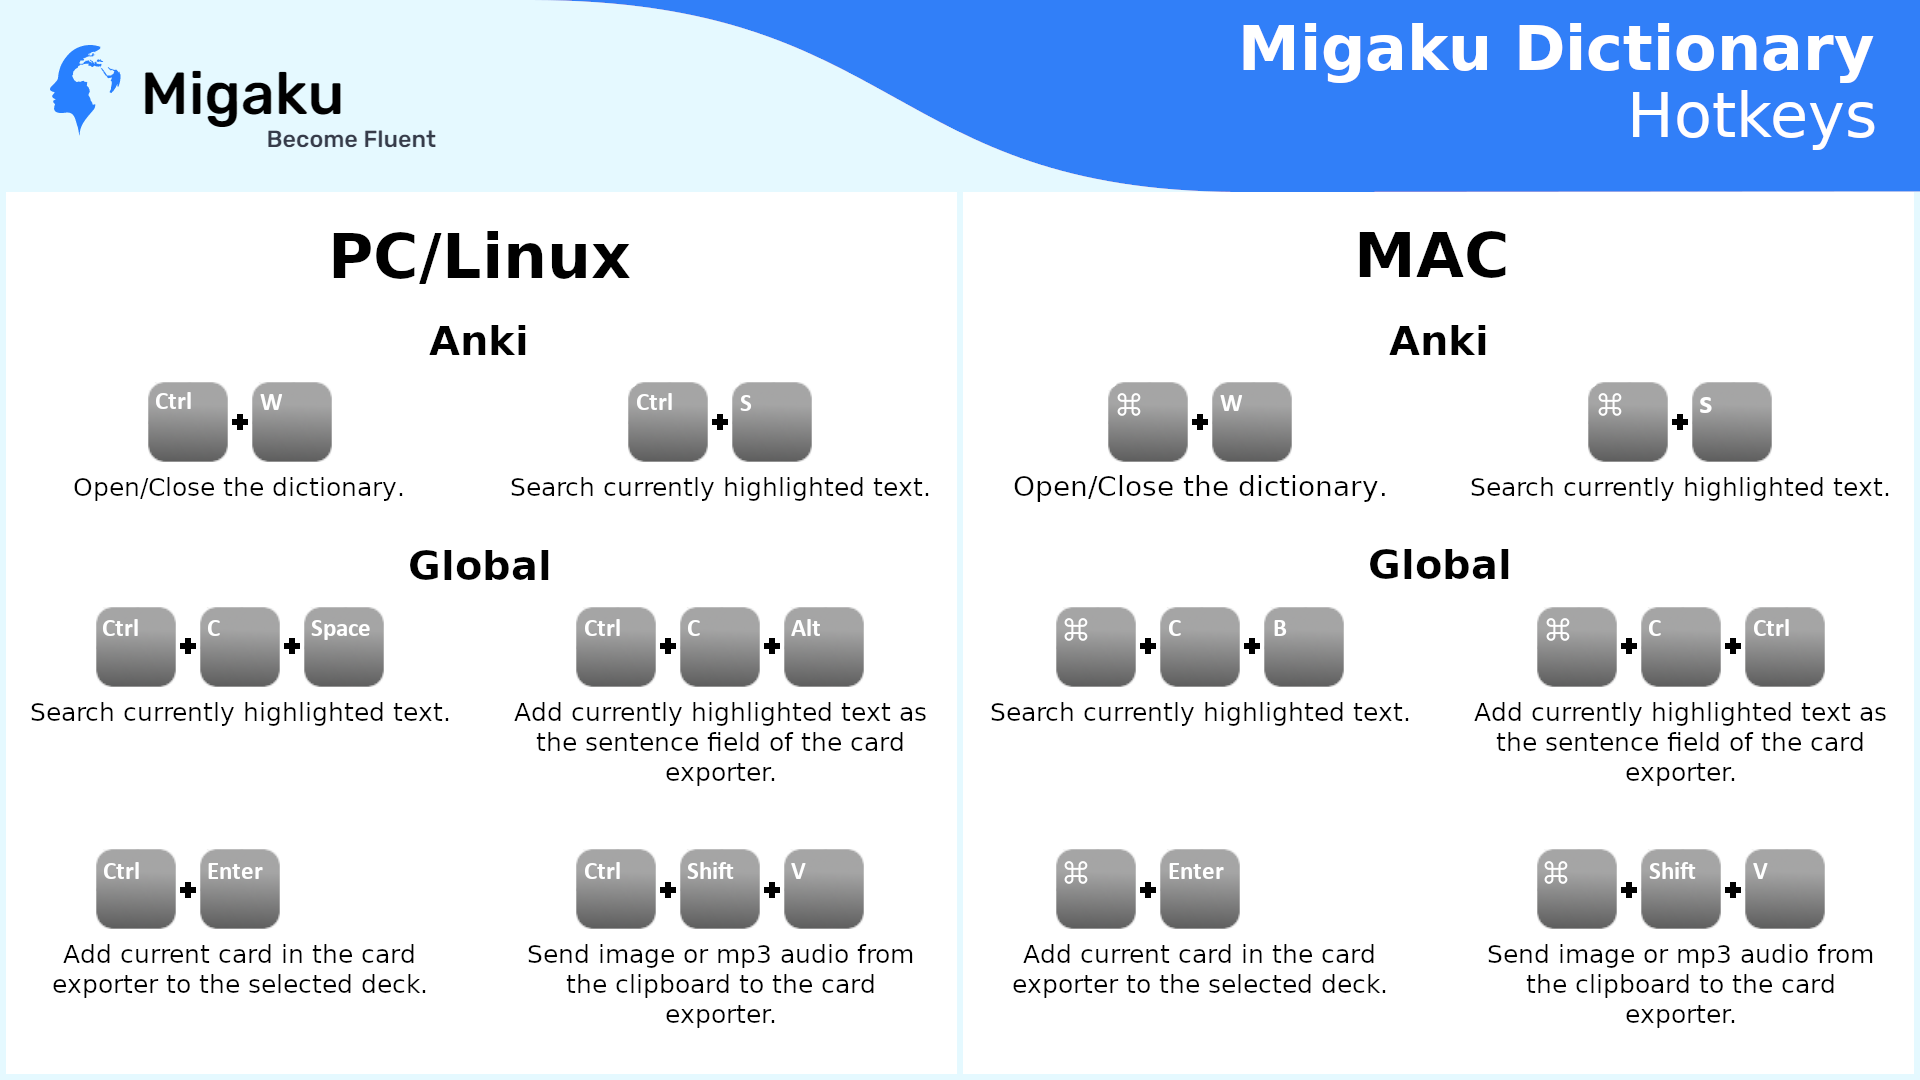 Migaku
Become Fluent
Migaku Dictionary
Hotkeys
PC/Linux
Anki
Ctrl + W
Open/Close the dictionary.
Ctrl + S
Search currently highlighted text.
Global
Ctrl + C + Space
Search currently highlighted text.
Ctrl + C + Alt
Add currently highlighted text as
the sentence field of the card
exporter.
Ctrl + Enter
Add current card in the card
exporter to the selected deck.
Ctrl + Shift + V
Send image or mp3 audio from
the clipboard to the card
exporter.
MAC
Anki
⌘ + W
Open/Close the dictionary.
⌘ + S
Search currently highlighted text.
Global
⌘ + C + B
Search currently highlighted text.
⌘ + C + Ctrl
Add currently highlighted text as
the sentence field of the card
exporter.
⌘ + Enter
Add current card in the card
exporter to the selected deck.
⌘ + Shift + V
Send image or mp3 audio from
the clipboard to the card
exporter.